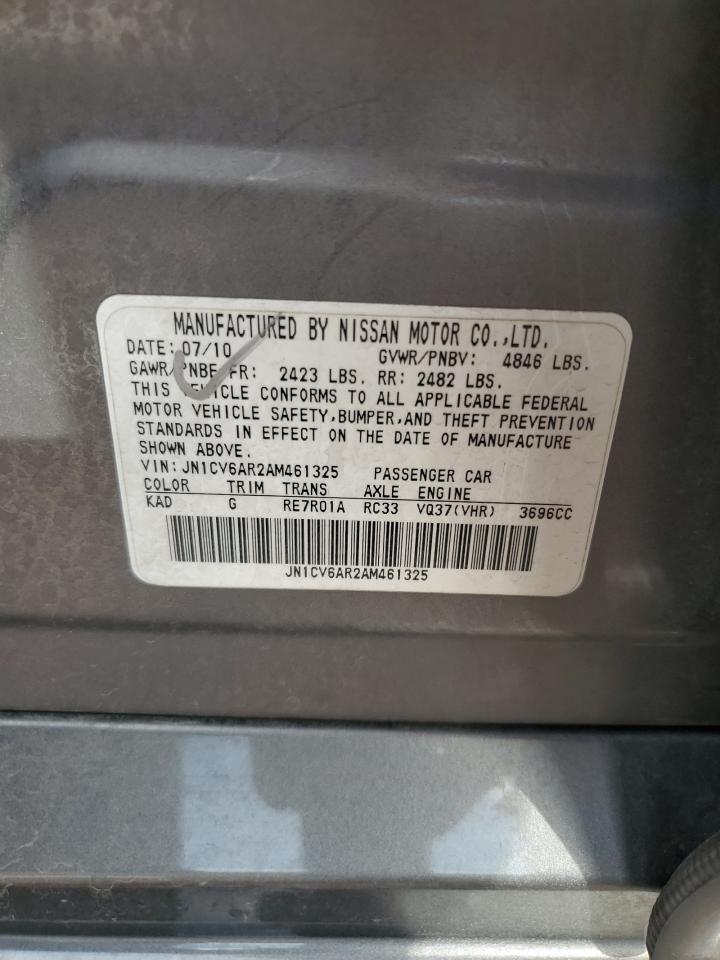 MANUFACTURED BY NISSAN MOTOR CO.,LTD.
DATE: 07/10 GVWR/PNBV: 4846 LBS.
GAWR/PNBE FR: 2423 LBS. RR: 2482 LBS.
THIS VEHICLE CONFORMS TO ALL APPLICABLE FEDERAL
MOTOR VEHICLE SAFETY,BUMPER,AND THEFT PREVENTION
STANDARDS IN EFFECT ON THE DATE OF MANUFACTURE
SHOWN ABOVE.
VIN:JN1CV6AR2AM461325 PASSENGER CAR
COLOR TRIM TRANS AXLE ENGINE
KAD G RE7R01A RC33 VQ37(VHR) 3696CC
JN1CV6AR2AM461325